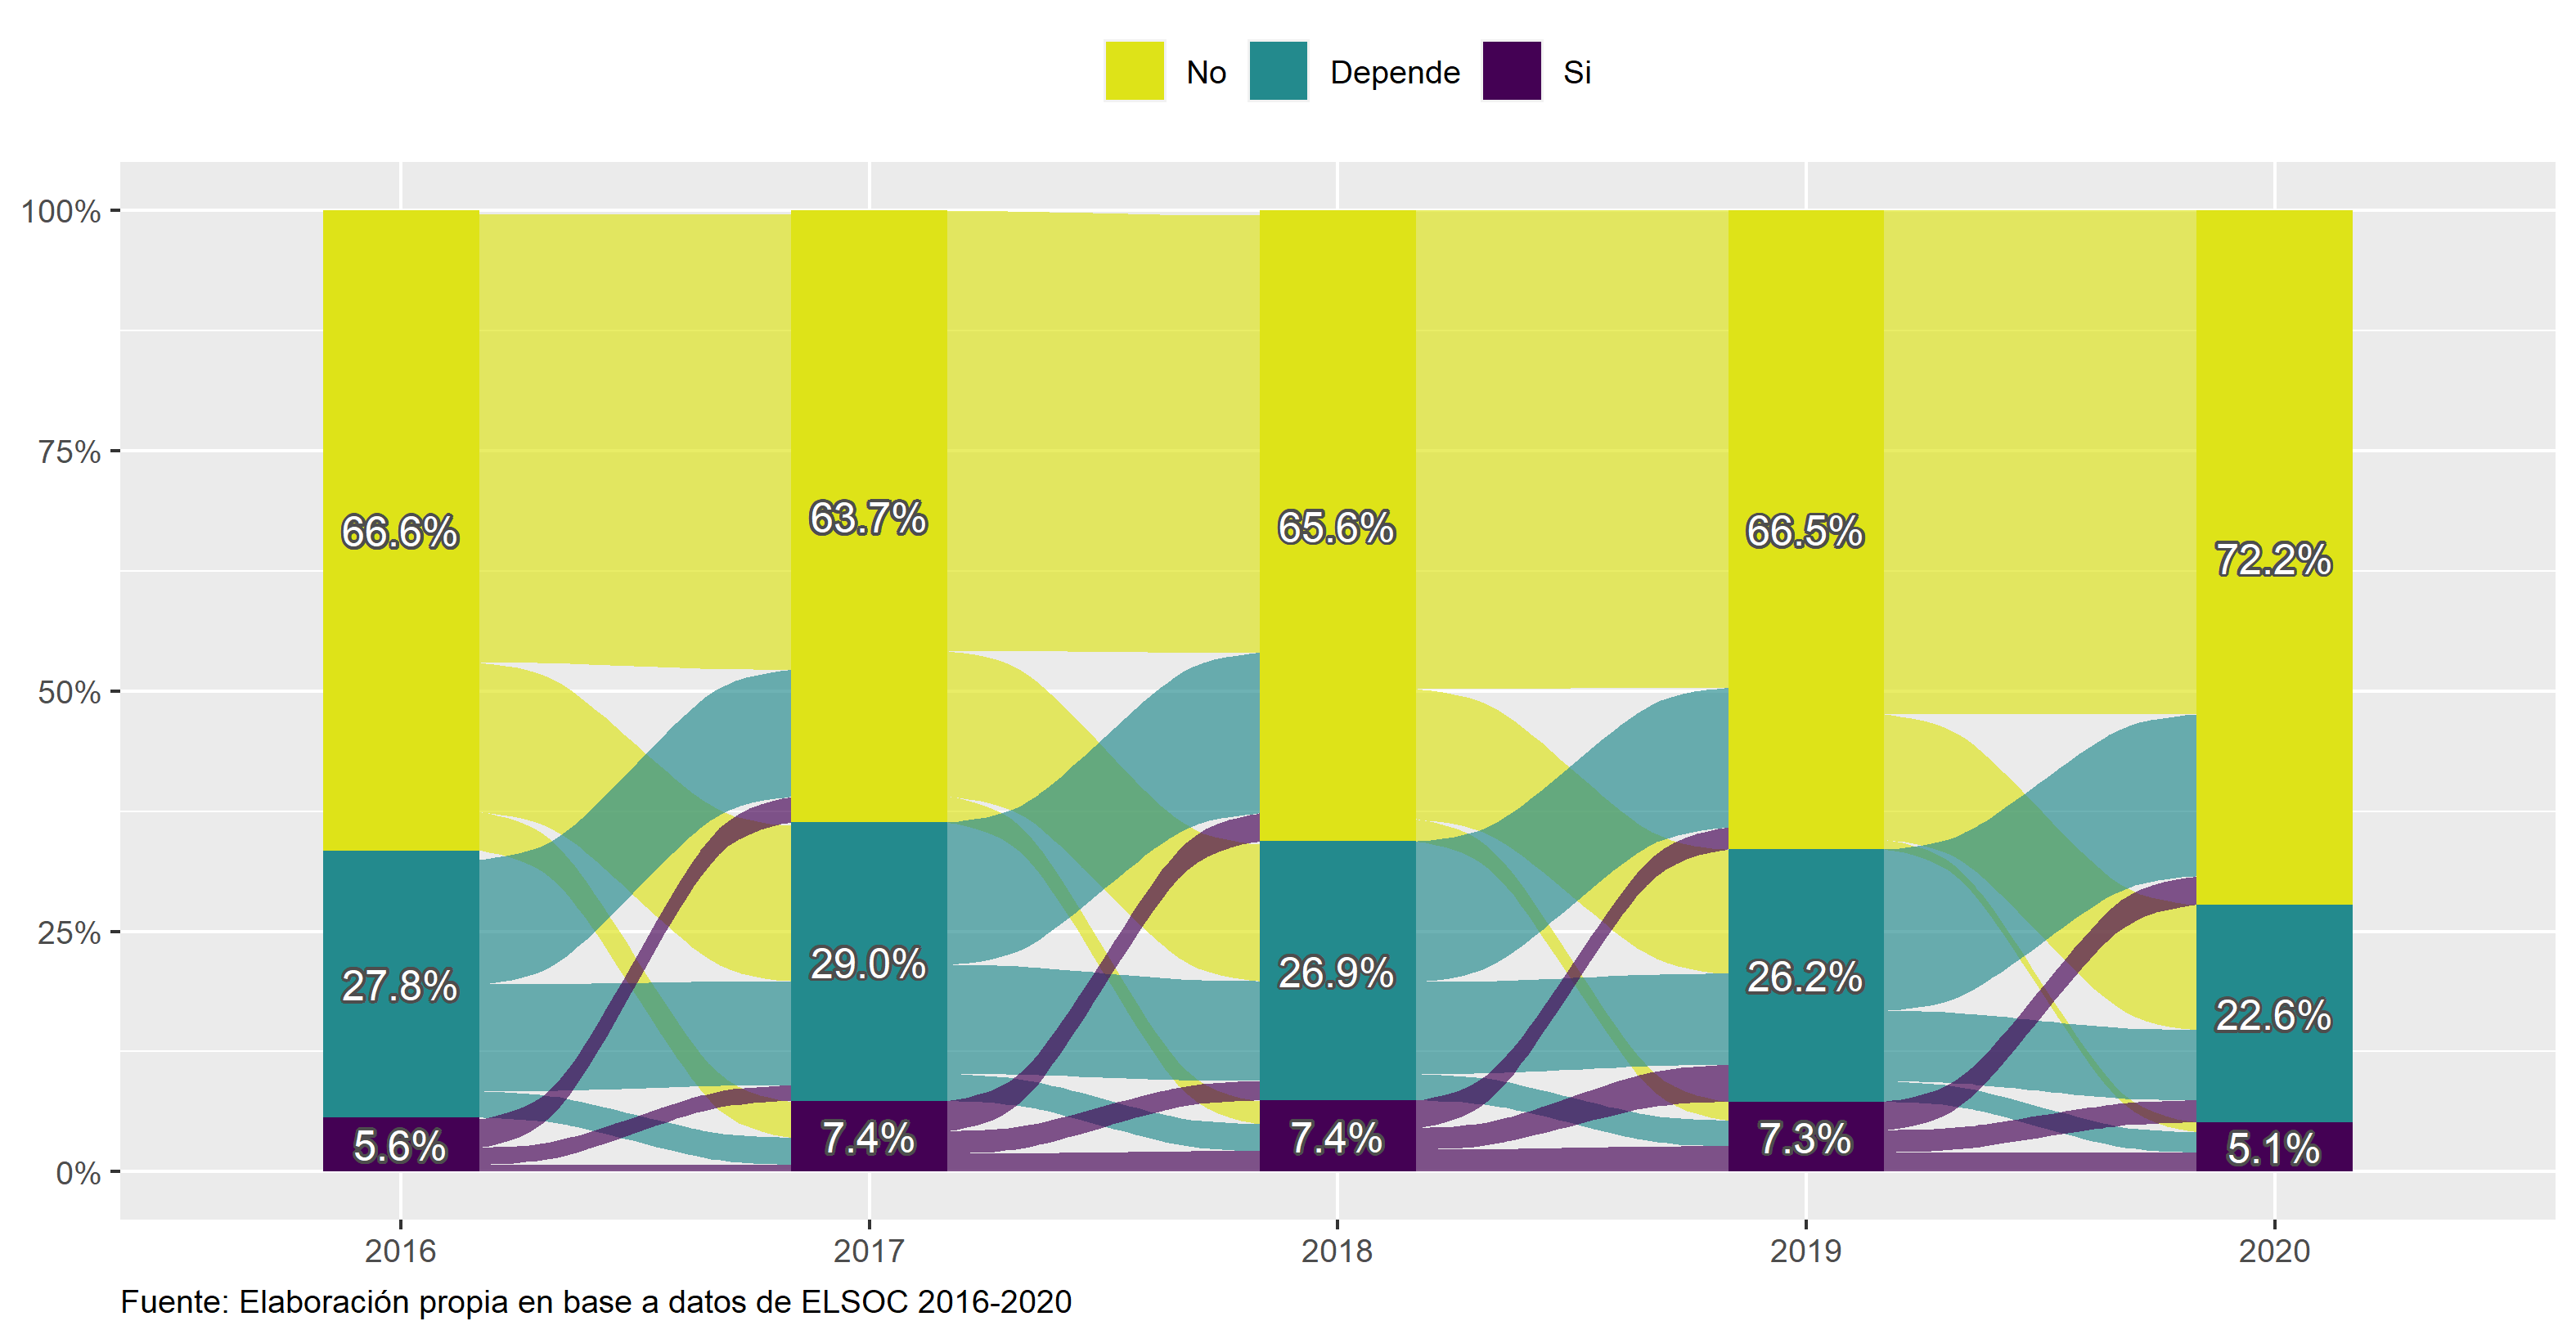 No Depende Si
100%
75%
50%
25%
0%
66.6% 63.7% 65.6% 66.5% 72.2%
27.8% 29.0% 26.9% 26.2% 22.6%
5.6% 7.4% 7.4% 7.3% 5.1%
2016 2017 2018 2019 2020
Fuente: Elaboración propia en base a datos de ELSOC 2016-2020